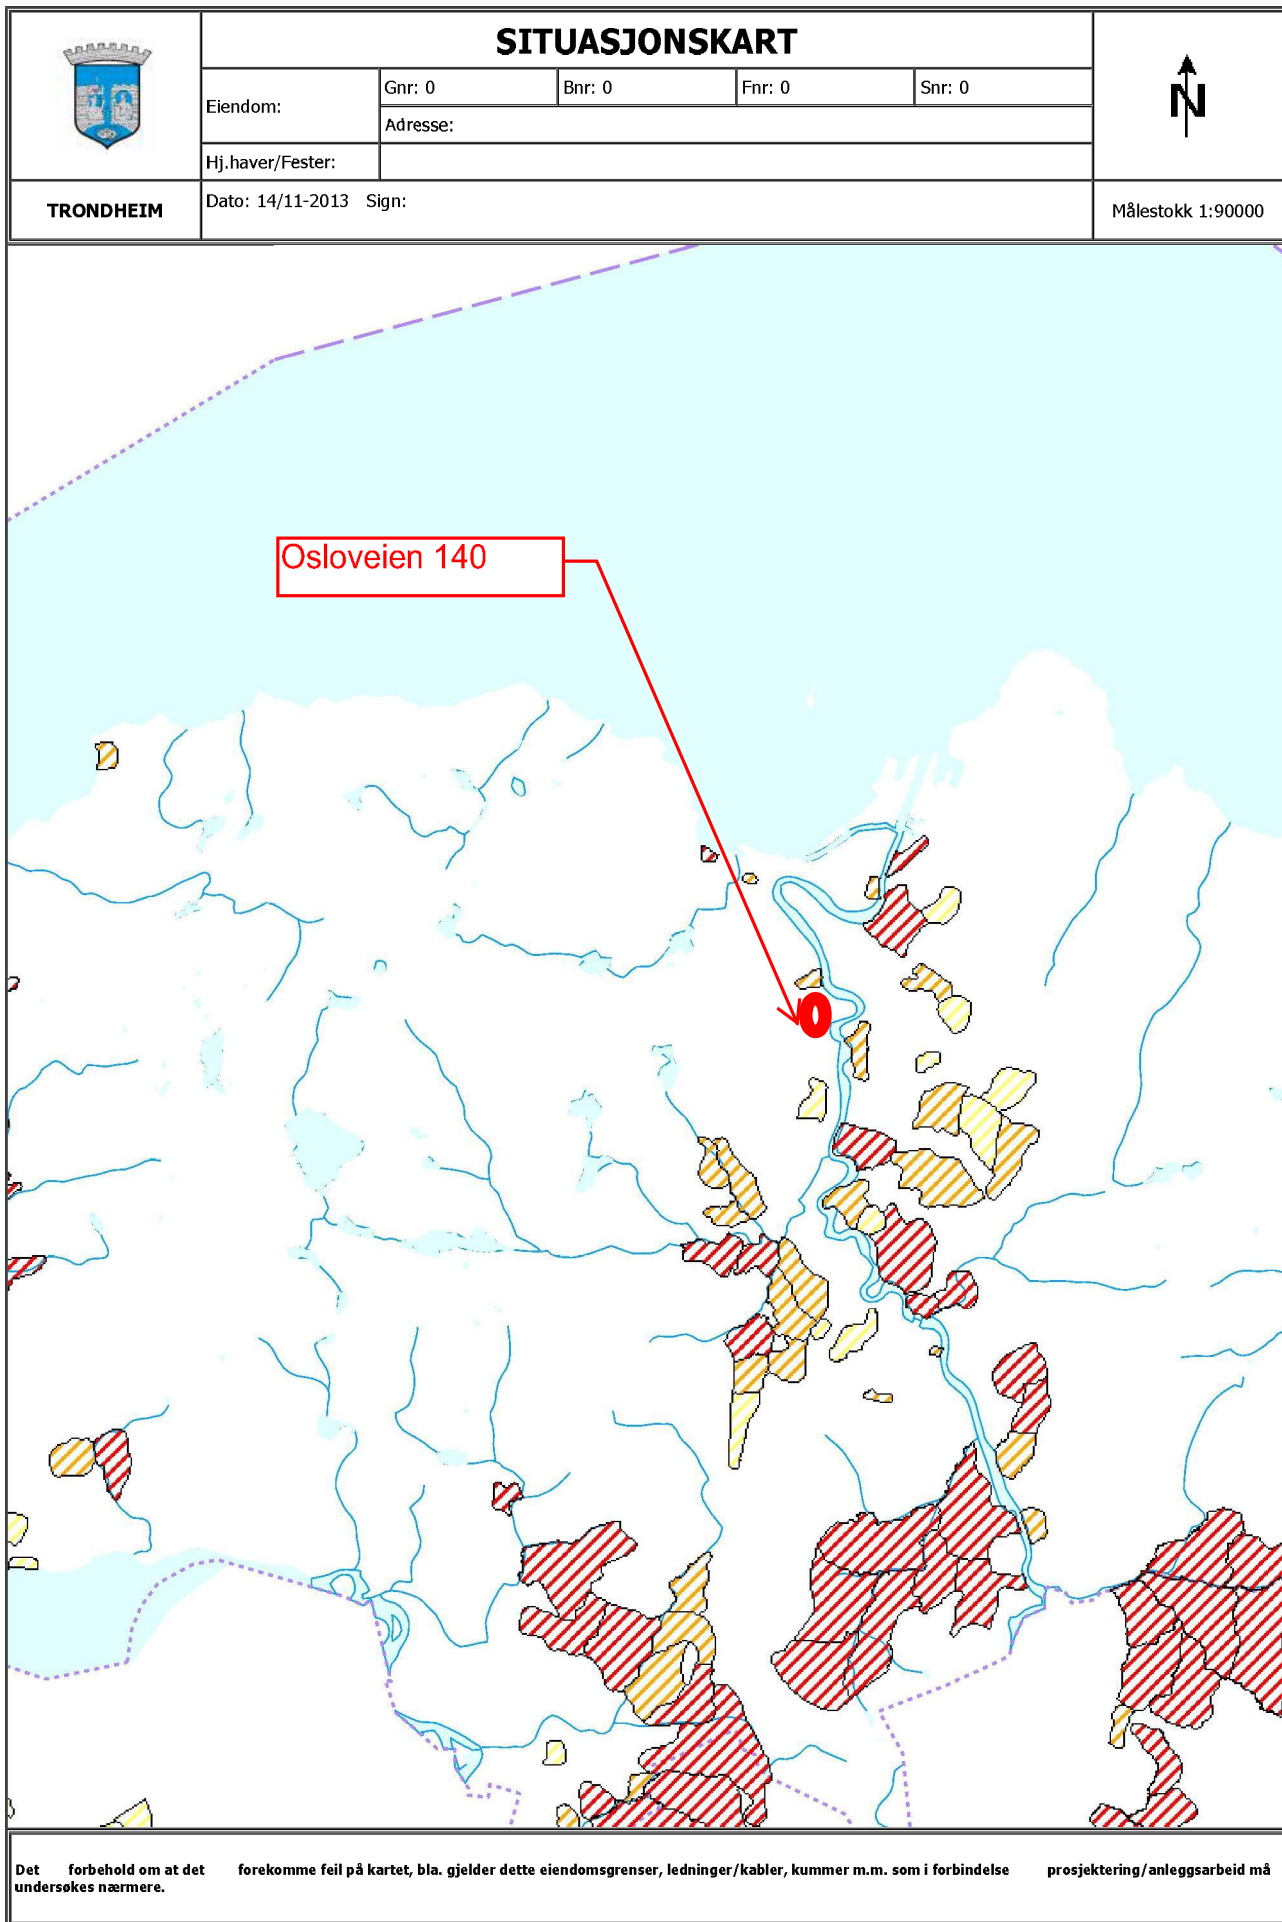 SITUASJONSKART
Eiendom:
Gnr: 0
Bnr: 0
Fnr: 0
Snr: 0
Adresse:
Hj.haver/Fester:
N
TRONDHEIM
Dato: 14/11-2013 Sign:
Målestokk 1:90000
Osloveien 140
Det forbehold om at det forekomme feil på kartet, bla. gjelder dette eiendomsgrenser, ledninger/kabler, kummer m.m. som i forbindelse prosjektering/anleggsarbeid må
undersøkes nærmere.